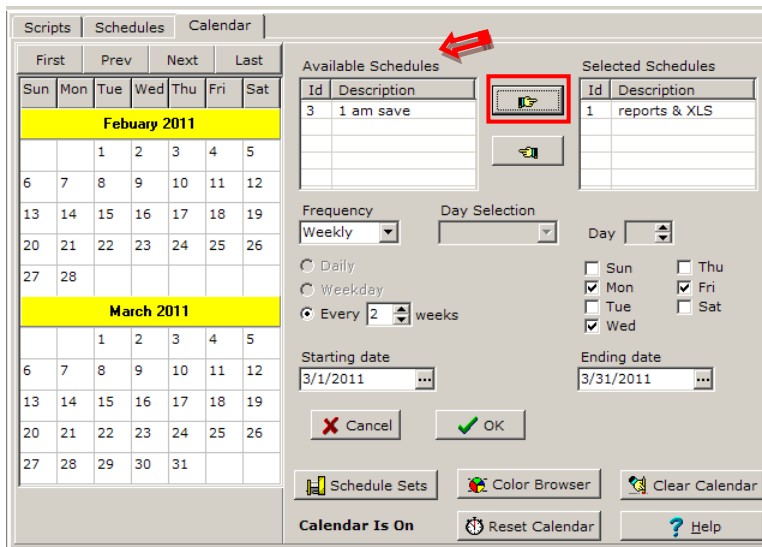 Scripts Schedules Calendar
First Prev Next Last
Sun Mon Tue Wed Thu Fri Sat
Febuary 2011
1 2 3 4 5
6 7 8 9 10 11 12
13 14 15 16 17 18 19
20 21 22 23 24 25 26
27 28
March 2011
1 2 3 4 5
6 7 8 9 10 11 12
13 14 15 16 17 18 19
20 21 22 23 24 25 26
27 28 29 30 31
Available Schedules
Id Description
3 1 am save
Selected Schedules
Id Description
1 reports & XLS
Frequency Day Selection
Weekly
Day
Daily
Weekday
Every 2 weeks
Sun Thu
Mon Fri
Tue Sat
Wed
Starting date Ending date
3/1/2011 ... 3/31/2011 ...
Cancel OK
Schedule Sets Color Browser Clear Calendar
Calendar Is On Reset Calendar Help